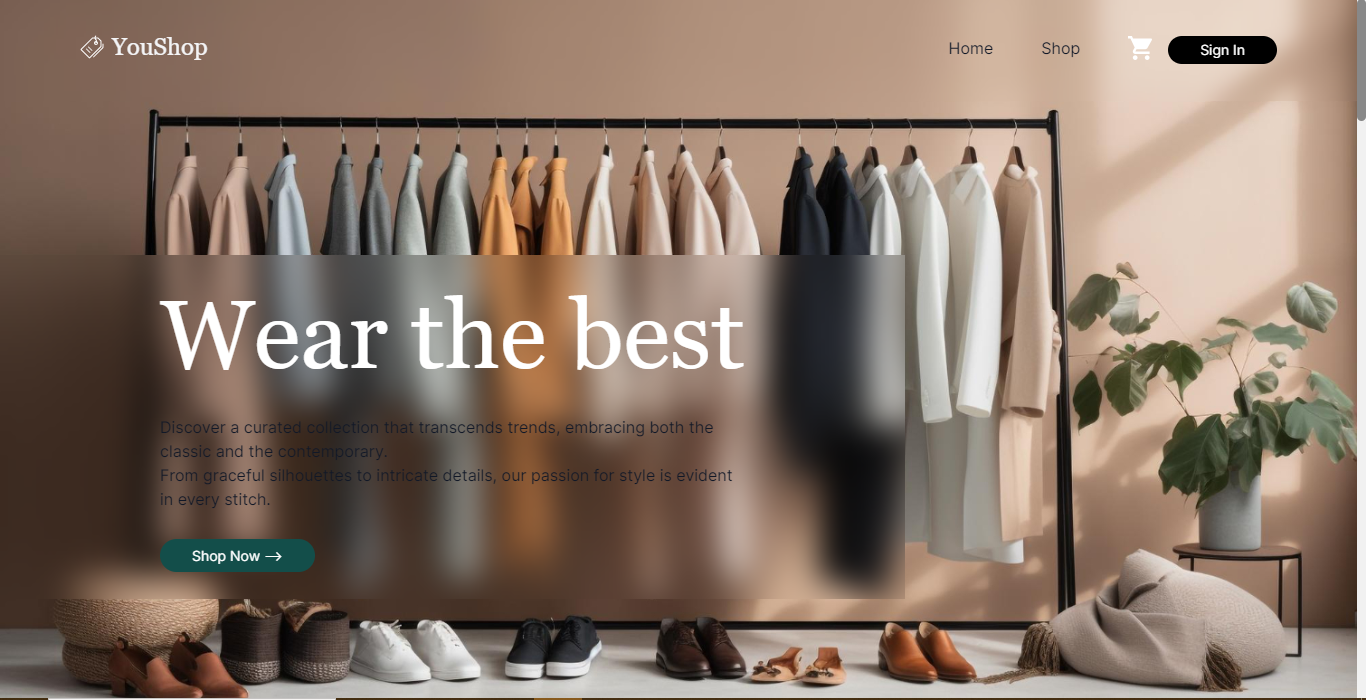 YouShop
Home
Shop
Sign In
Wear the best
Discover a curated collection that transcends trends, embracing both the
classic and the contemporary.
From graceful silhouettes to intricate details, our passion for style is evident
in every stitch.
Shop Now →